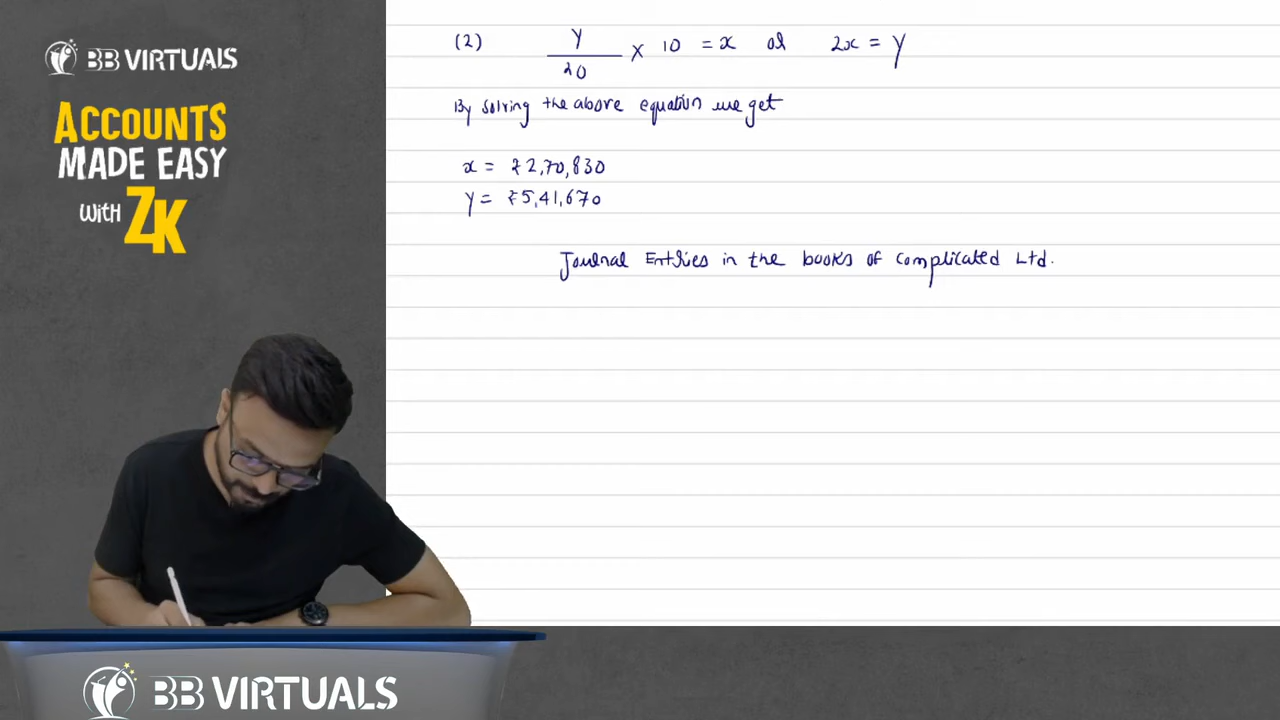 BB VIRTUALS
ACCOUNTS
MADE EASY
with ZK
(2) Y/20 × 10 = x or 2x = Y
By solving the above equation we get
x = ₹2,70,830
Y = ₹5,41,670
Journal Entries in the books of complicated Ltd.
BB VIRTUALS